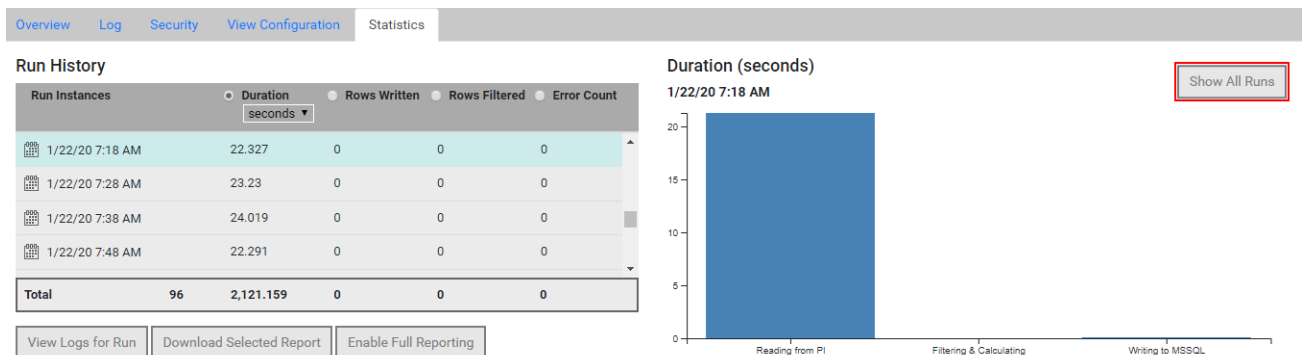 Overview Log Security View Configuration Statistics
Run History
Run Instances Duration Rows Written Rows Filtered Error Count
seconds
1/22/20 7:18 AM 22.327 0 0 0
1/22/20 7:28 AM 23.23 0 0 0
1/22/20 7:38 AM 24.019 0 0 0
1/22/20 7:48 AM 22.291 0 0 0
Total 96 2,121.159 0 0 0
View Logs for Run Download Selected Report Enable Full Reporting
Duration (seconds)
1/22/20 7:18 AM
Show All Runs
20
15
10
5
0
Reading from PI Filtering & Calculating Writing to MSSQL